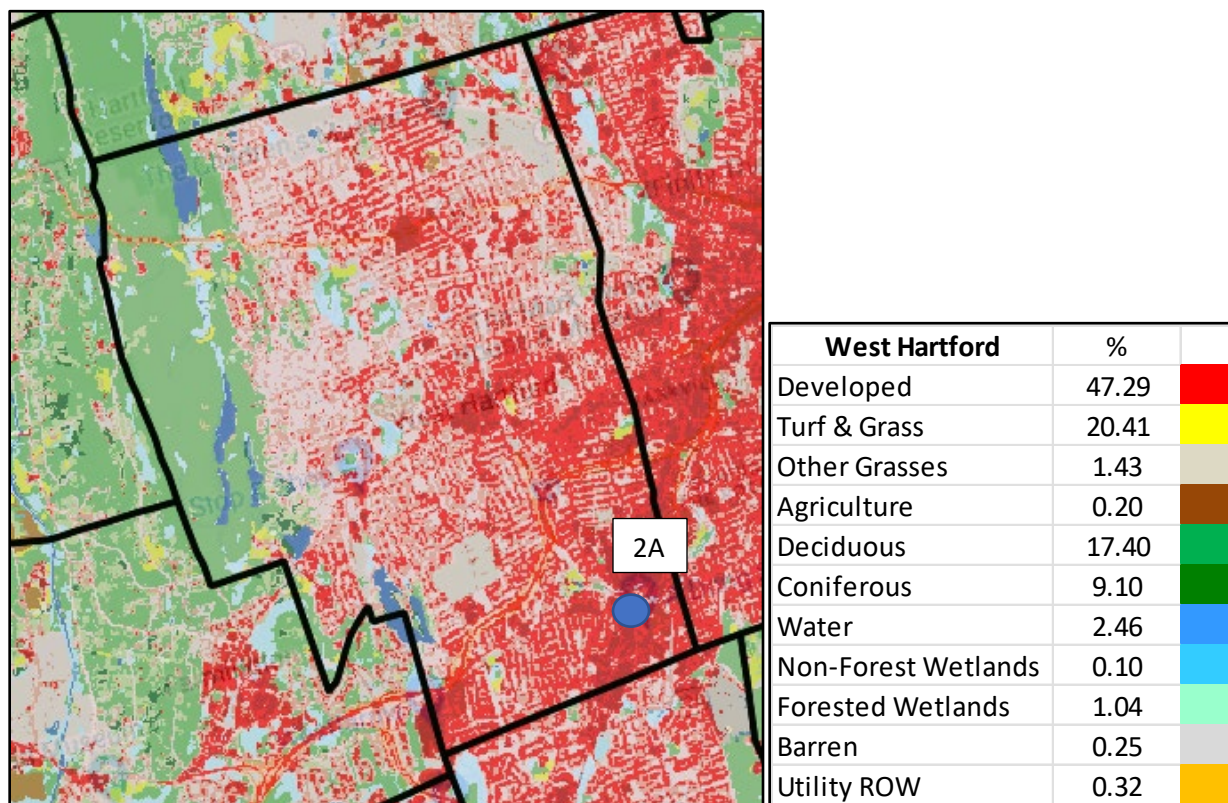 2A
West Hartford %
Developed 47.29
Turf & Grass 20.41
Other Grasses 1.43
Agriculture 0.20
Deciduous 17.40
Coniferous 9.10
Water 2.46
Non-Forest Wetlands 0.10
Forested Wetlands 1.04
Barren 0.25
Utility ROW 0.32